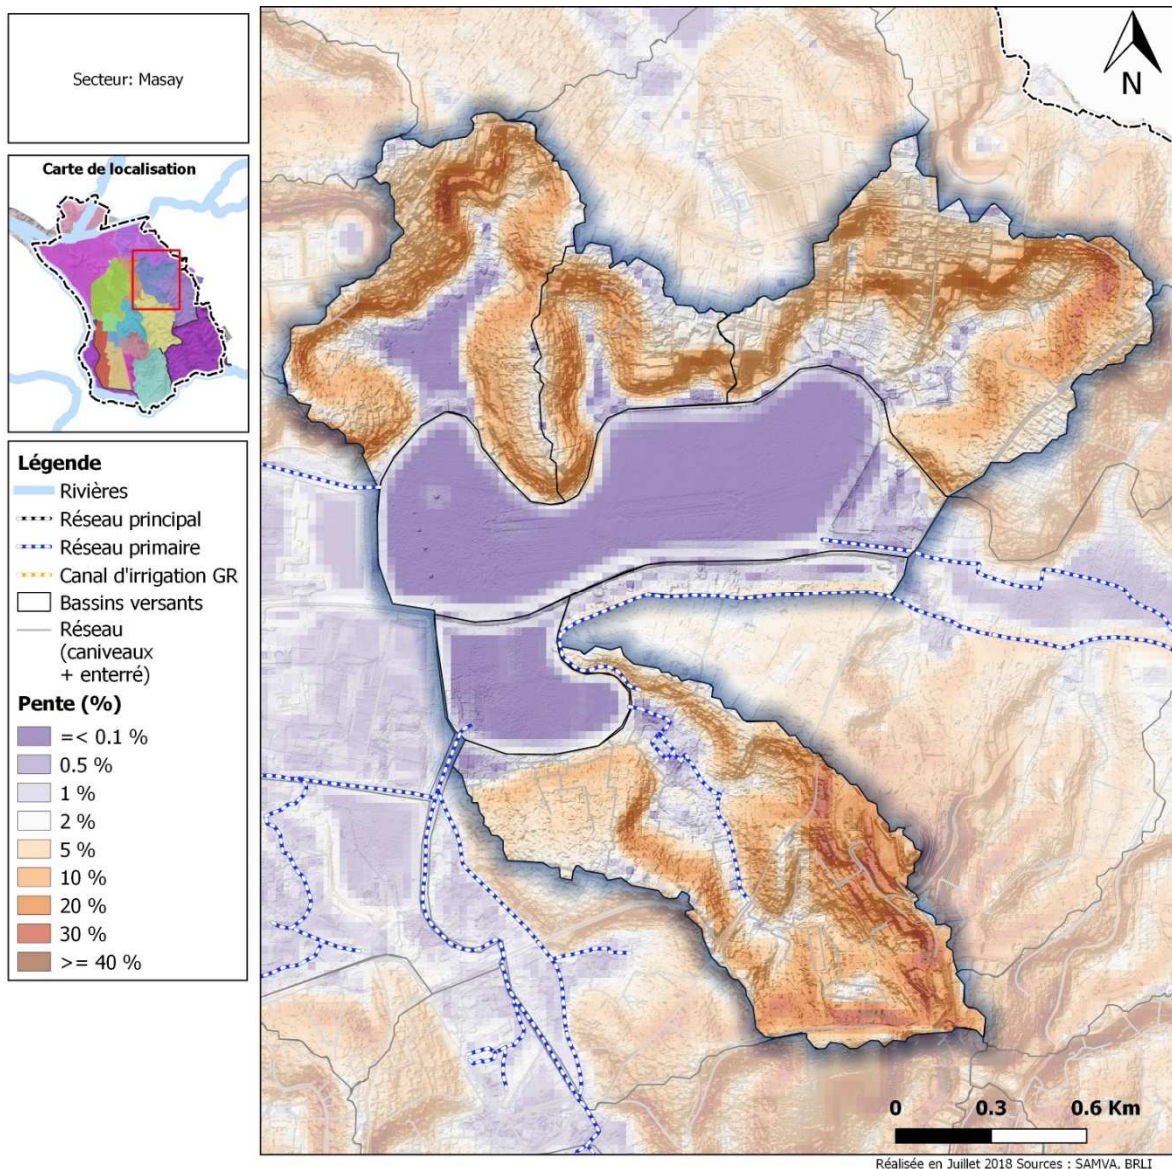 Secteur: Masay
Carte de localisation
Légende
Rivières
Réseau principal
Réseau primaire
Canal d'irrigation GR
Bassins versants
Réseau
(caniveaux
+ enterré)
Pente (%)
=< 0.1 %
0.5 %
1 %
2 %
5 %
10 %
20 %
30 %
>= 40 %
N
0 0.3 0.6 Km
Réalisée en Juillet 2018 Sources : SAMVA, BRLI